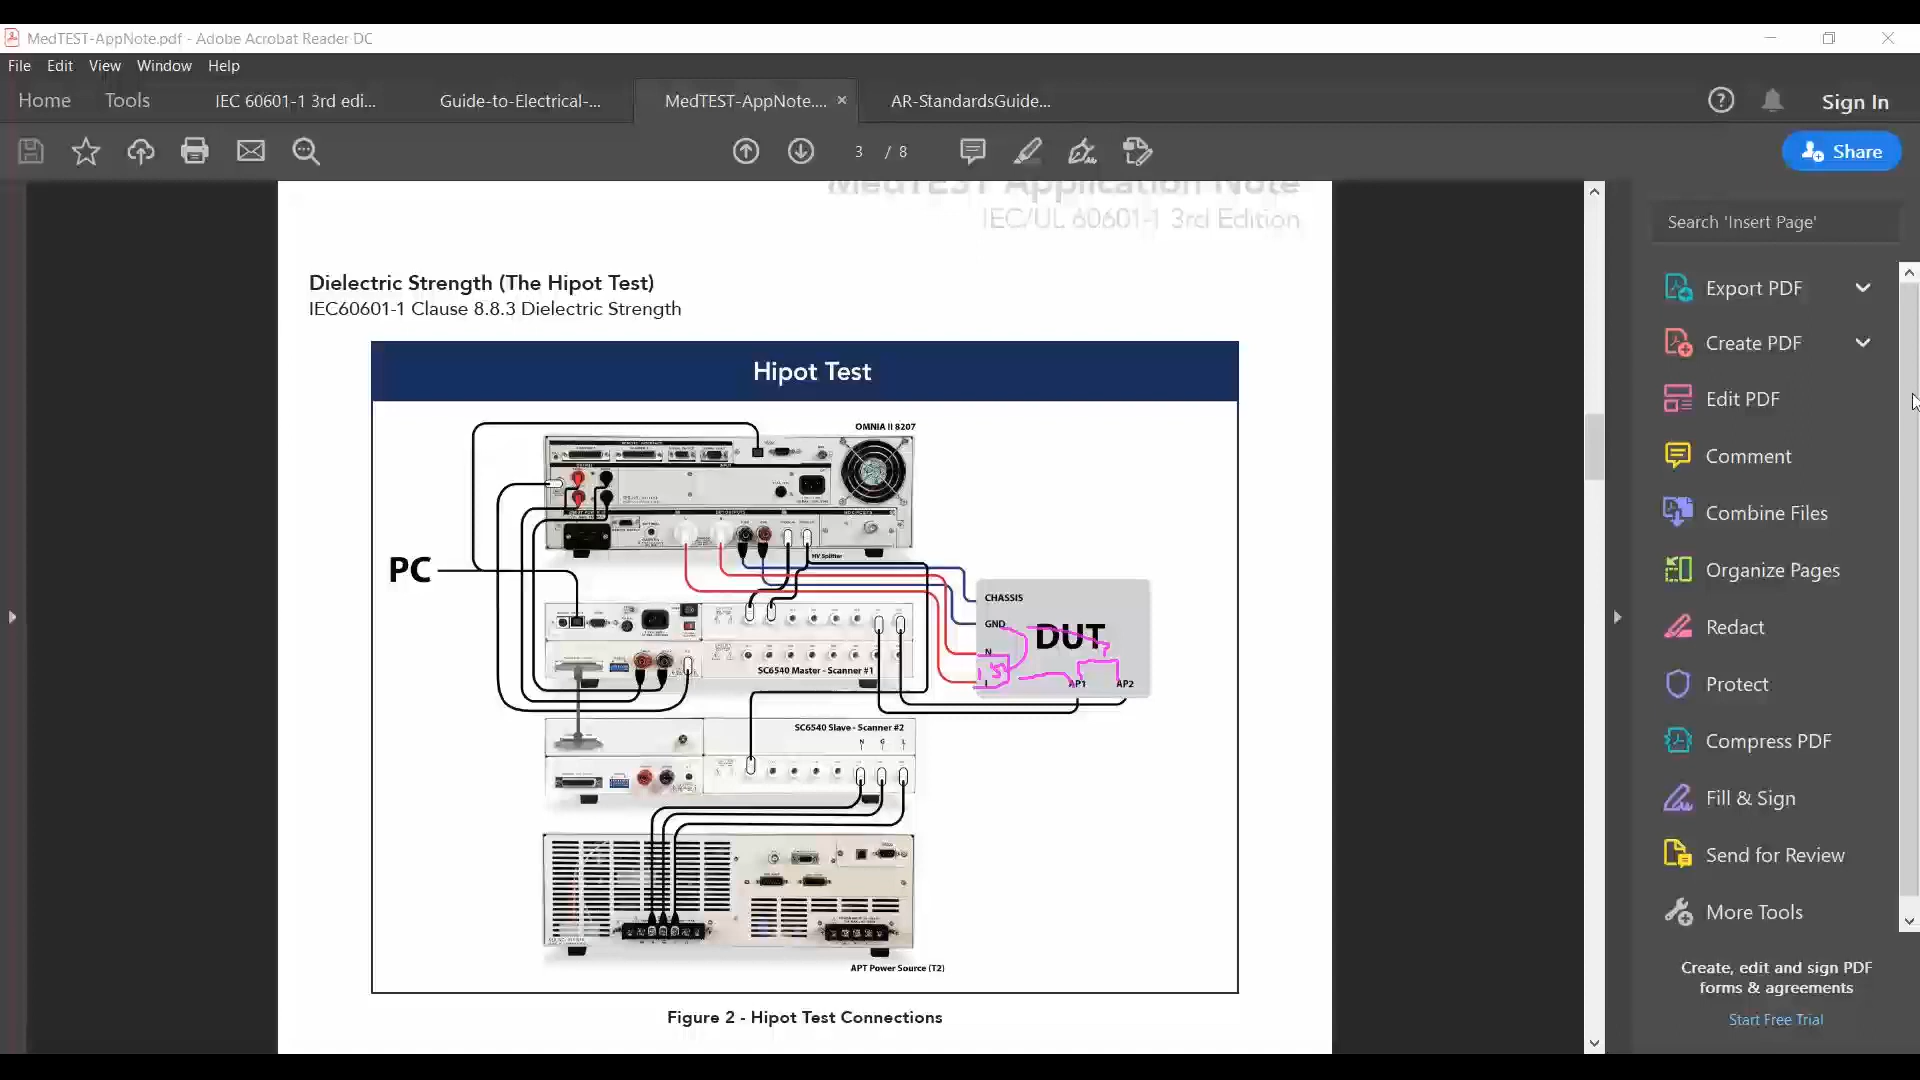 MedTEST-AppNote.pdf - Adobe Acrobat Reader DC
File Edit View Window Help
Home Tools IEC 60601-1 3rd edi... Guide-to-Electrical-... MedTEST-AppNote.... × AR-StandardsGuide... Sign In
3 / 8 Share
MedTEST Application Note
IEC/UL 60601-1 3rd Edition
Search 'Insert Page'
Dielectric Strength (The Hipot Test)
IEC60601-1 Clause 8.8.3 Dielectric Strength
Hipot Test
OMNIA II 8207
HV Splitter
PC
CHASSIS
GND
DUT
N
L
AP1 AP2
SC6540 Master - Scanner #1
SC6540 Slave - Scanner #2
N G L
APT Power Source (T2)
Figure 2 - Hipot Test Connections
Export PDF
Create PDF
Edit PDF
Comment
Combine Files
Organize Pages
Redact
Protect
Compress PDF
Fill & Sign
Send for Review
More Tools
Create, edit and sign PDF
forms & agreements
Start Free Trial